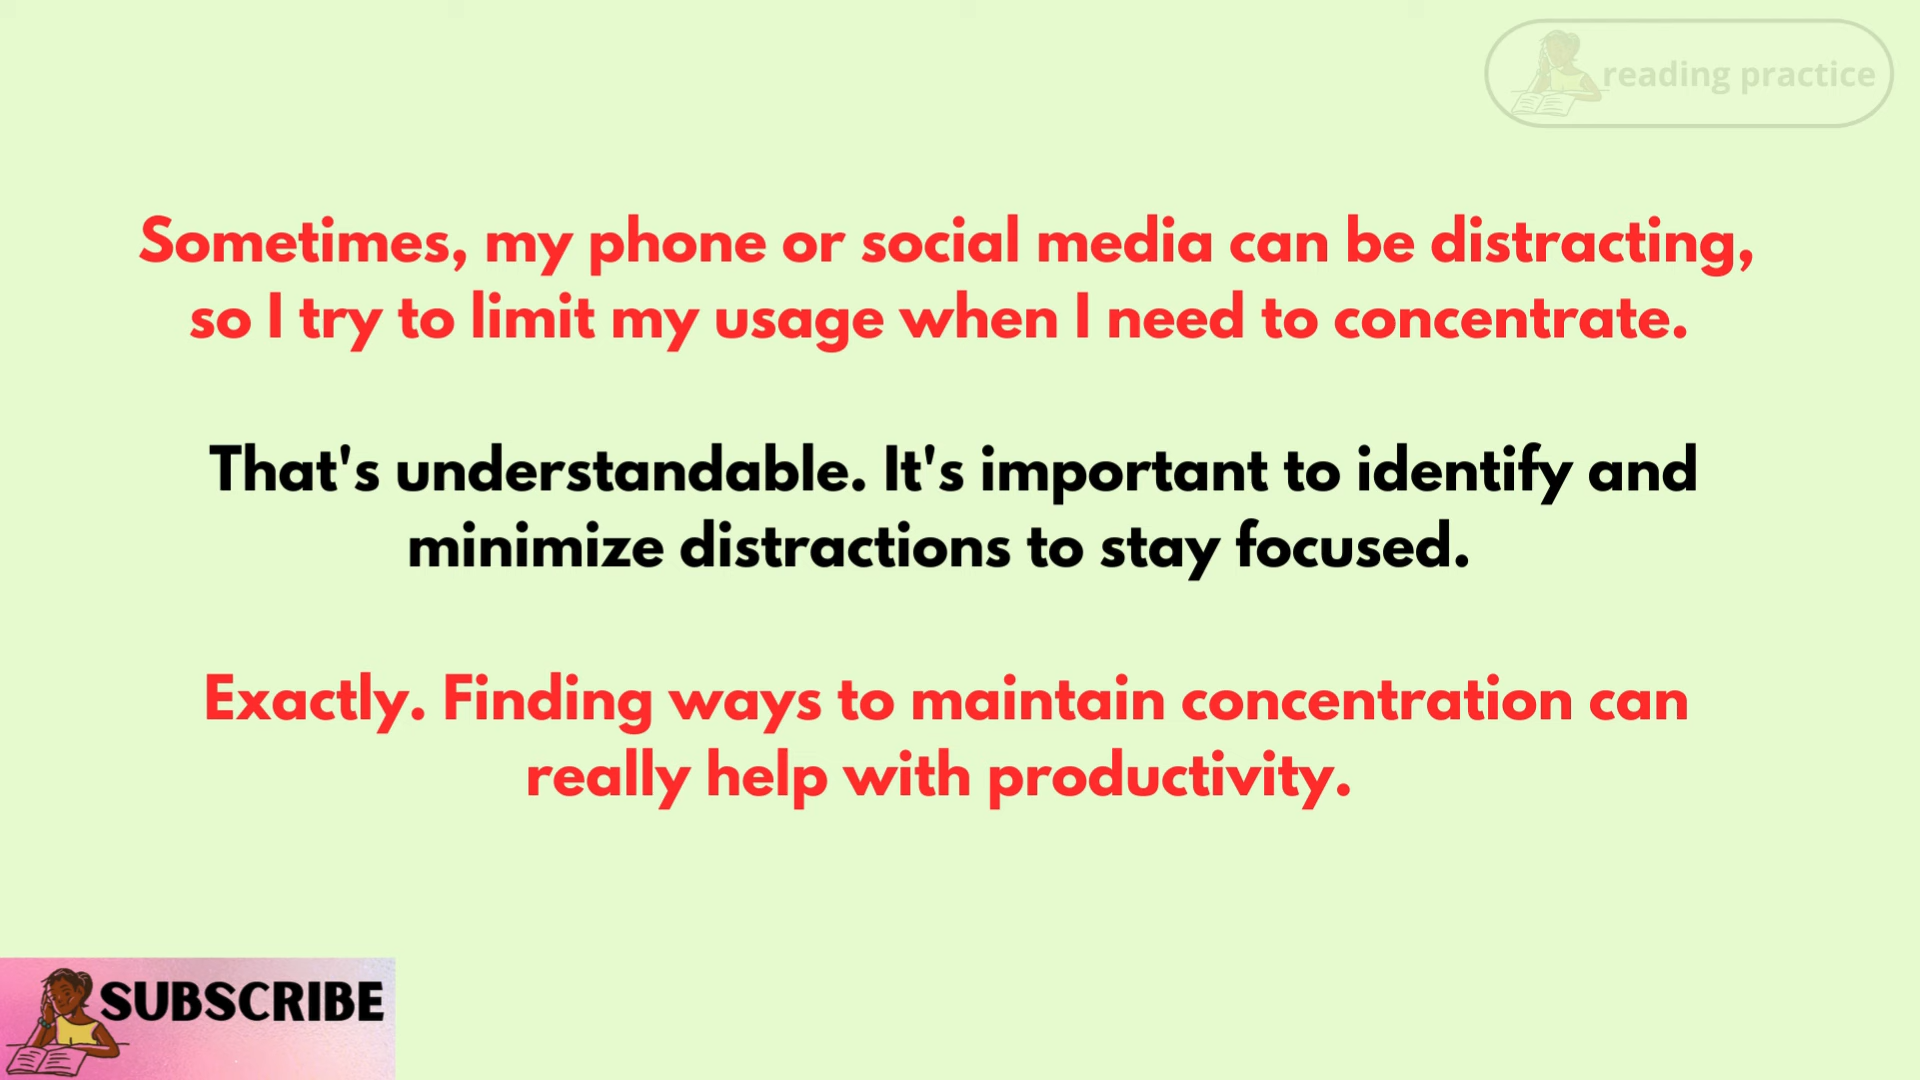 reading practice
Sometimes, my phone or social media can be distracting,
so I try to limit my usage when I need to concentrate.
That's understandable. It's important to identify and
minimize distractions to stay focused.
Exactly. Finding ways to maintain concentration can
really help with productivity.
SUBSCRIBE